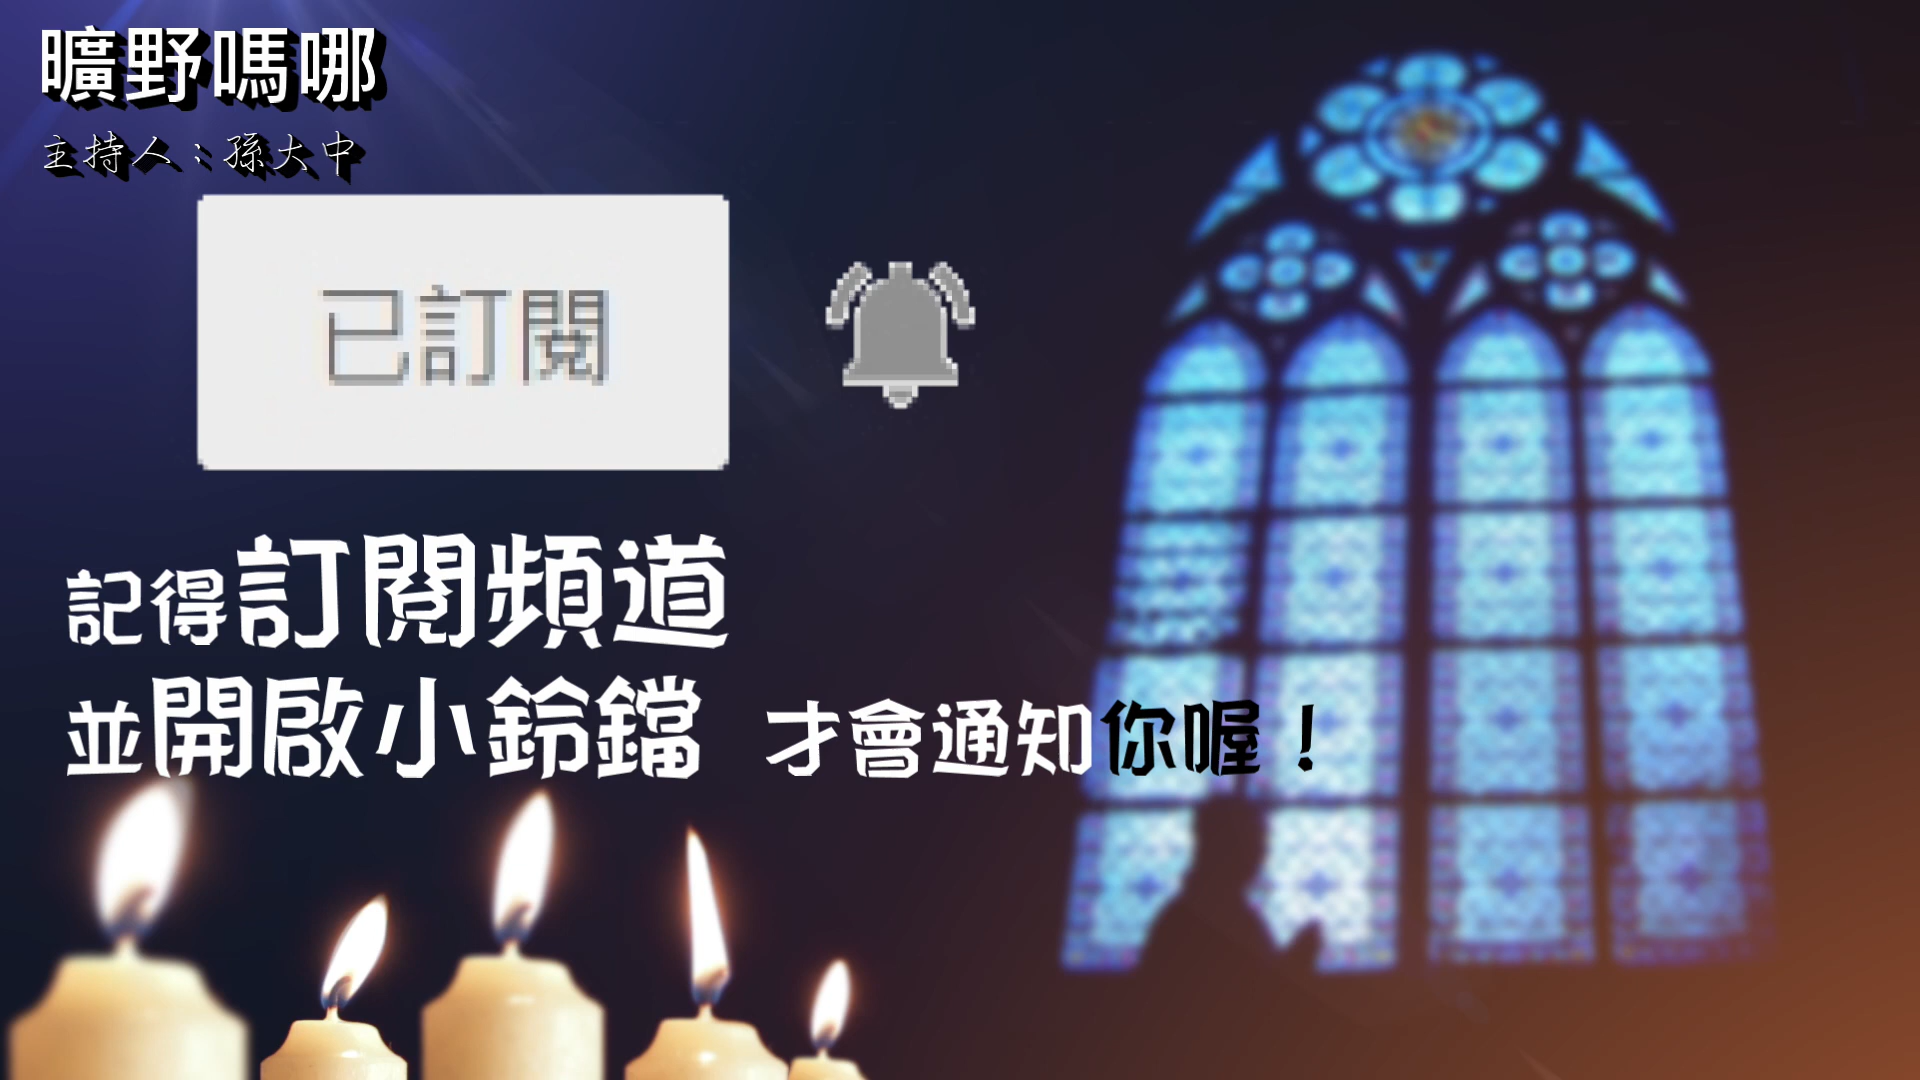 曠野嗎哪
主持人：孫大中
已訂閱
記得訂閱頻道
並開啟小鈴鐺 才會通知你喔！